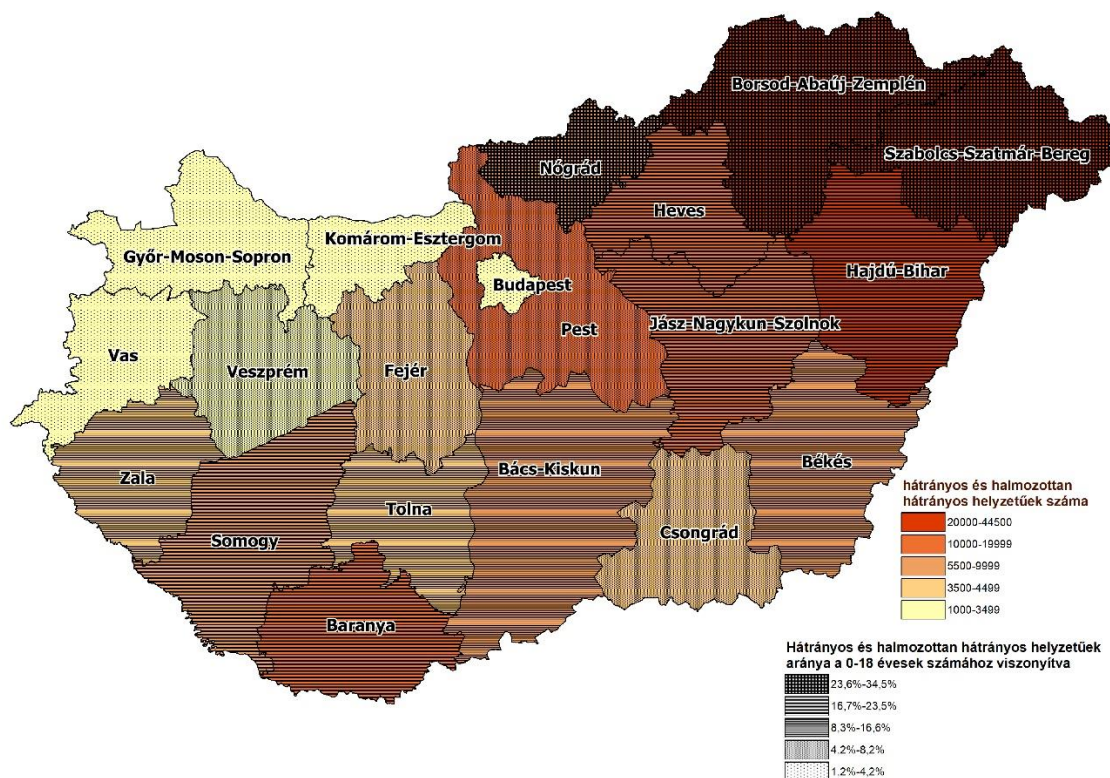 Borsod-Abaúj-Zemplén
Szabolcs-Szatmár-Bereg
Nógrád
Heves
Komárom-Esztergom
Győr-Moson-Sopron
Hajdú-Bihar
Budapest
Jász-Nagykun-Szolnok
Pest
Vas
Veszprém
Fejér
Békés
Bács-Kiskun
Zala
Tolna
Csongrád
Somogy
Baranya
hátrányos és halmozottan
hátrányos helyzetűek száma
20000-44500
10000-19999
5500-9999
3500-4499
1000-3499
Hátrányos és halmozottan hátrányos helyzetűek
aránya a 0-18 évesek számához viszonyítva
23,6%-34,5%
16,7%-23,5%
8,3%-16,6%
4,2%-8,2%
1,2%-4,2%